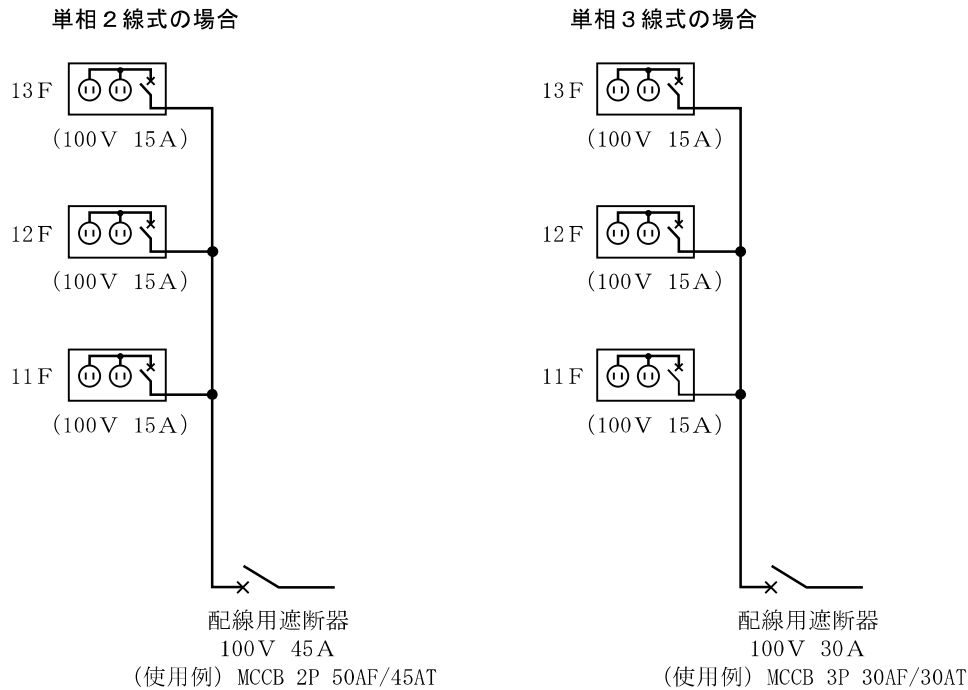 単相２線式の場合
13Ｆ
（100Ｖ 15Ａ）
12Ｆ
（100Ｖ 15Ａ）
11Ｆ
（100Ｖ 15Ａ）
配線用遮断器
100Ｖ 45Ａ
（使用例）MCCB 2P 50AF/45AT
単相３線式の場合
13Ｆ
（100Ｖ 15Ａ）
12Ｆ
（100Ｖ 15Ａ）
11Ｆ
（100Ｖ 15Ａ）
配線用遮断器
100Ｖ 30Ａ
（使用例）MCCB 3P 30AF/30AT